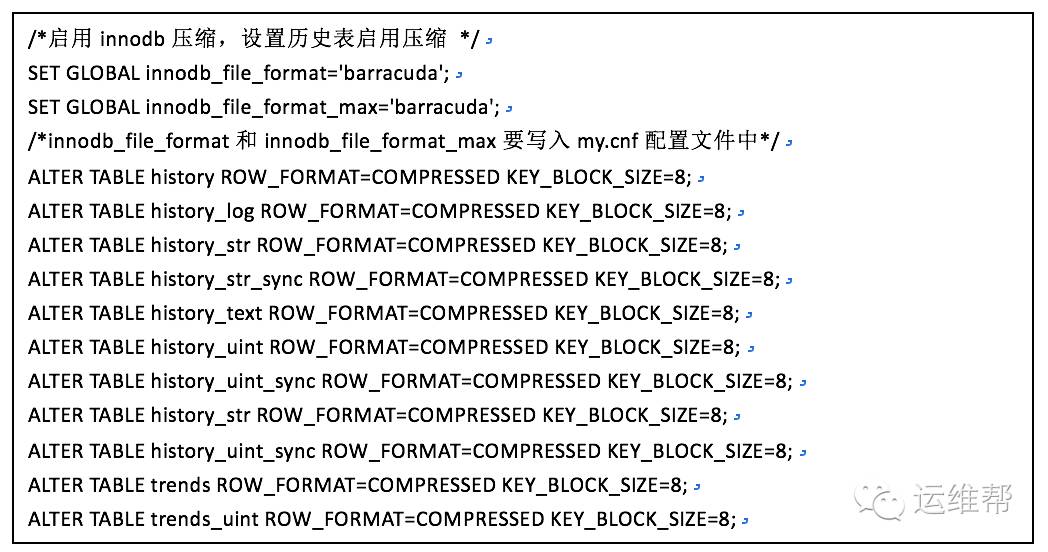 /*启用 innodb 压缩，设置历史表启用压缩 */
SET GLOBAL innodb_file_format='barracuda';
SET GLOBAL innodb_file_format_max='barracuda';
/*innodb_file_format 和 innodb_file_format_max 要写入 my.cnf 配置文件中*/
ALTER TABLE history ROW_FORMAT=COMPRESSED KEY_BLOCK_SIZE=8;
ALTER TABLE history_log ROW_FORMAT=COMPRESSED KEY_BLOCK_SIZE=8;
ALTER TABLE history_str ROW_FORMAT=COMPRESSED KEY_BLOCK_SIZE=8;
ALTER TABLE history_str_sync ROW_FORMAT=COMPRESSED KEY_BLOCK_SIZE=8;
ALTER TABLE history_text ROW_FORMAT=COMPRESSED KEY_BLOCK_SIZE=8;
ALTER TABLE history_uint ROW_FORMAT=COMPRESSED KEY_BLOCK_SIZE=8;
ALTER TABLE history_uint_sync ROW_FORMAT=COMPRESSED KEY_BLOCK_SIZE=8;
ALTER TABLE history_str ROW_FORMAT=COMPRESSED KEY_BLOCK_SIZE=8;
ALTER TABLE history_uint_sync ROW_FORMAT=COMPRESSED KEY_BLOCK_SIZE=8;
ALTER TABLE trends ROW_FORMAT=COMPRESSED KEY_BLOCK_SIZE=8;
ALTER TABLE trends_uint ROW_FORMAT=COMPRESSED KEY_BLOCK_SIZE=8;
运维帮